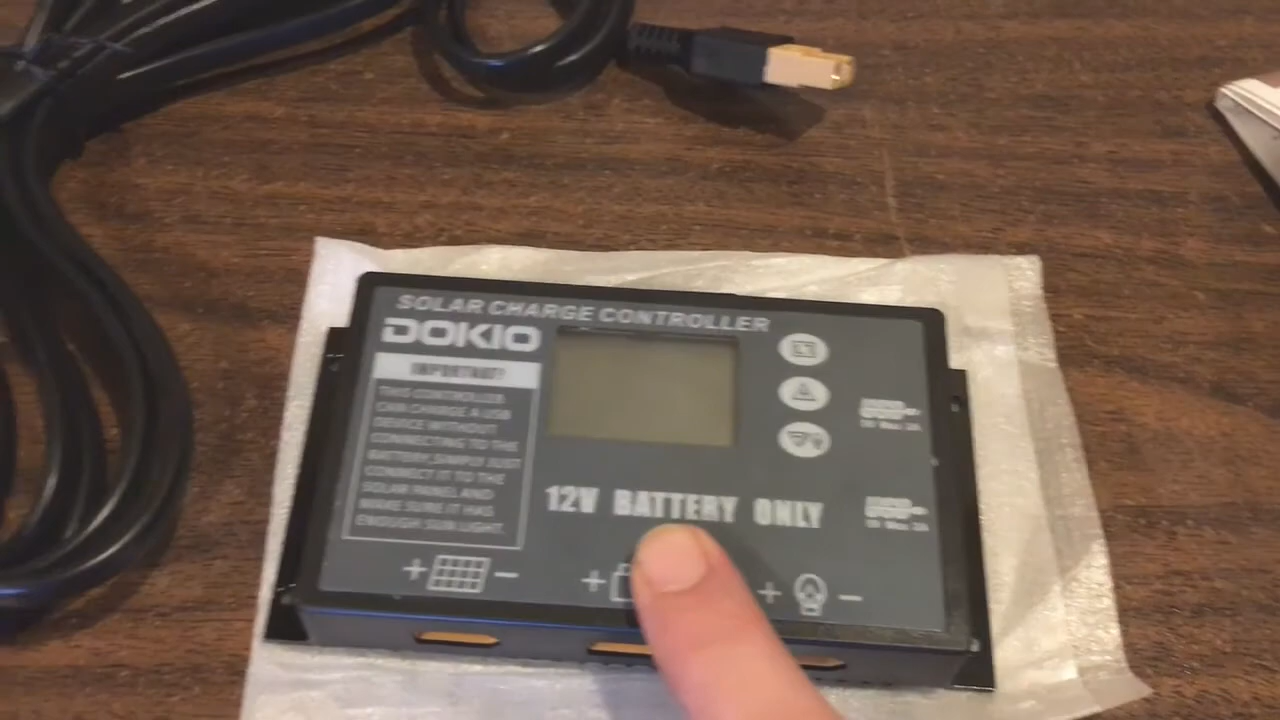 SOLAR CHARGE CONTROLLER
DOKIO
IMPORTANT!
THIS CONTROLLER
CAN CHARGE A USB
DEVICE WITHOUT
CONNECTING TO THE
BATTERY,SIMPLY JUST
CONNECT IT TO THE
SOLAR PANEL AND
MAKE SURE IT HAS
ENOUGH SUN LIGHT.
12V BATTERY ONLY
+ −
+
+ −